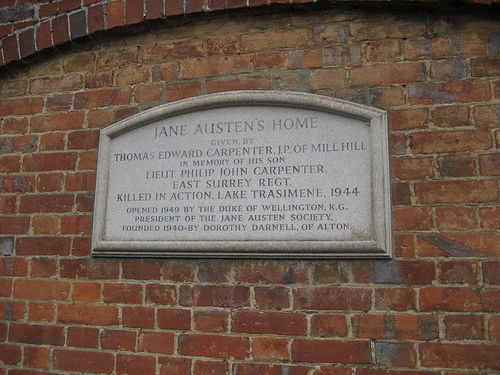 JANE AUSTEN'S HOME
GIVEN BY
THOMAS EDWARD CARPENTER, J.P. OF MILL HILL
IN MEMORY OF HIS SON
LIEUT. PHILIP JOHN CARPENTER.
EAST SURREY REGT.
KILLED IN ACTION, LAKE TRASIMENE, 1944
OPENED 1949 BY THE DUKE OF WELLINGTON, K.G.,
PRESIDENT OF THE JANE AUSTEN SOCIETY,
FOUNDED 1940-BY DOROTHY DARNELL, OF ALTON.